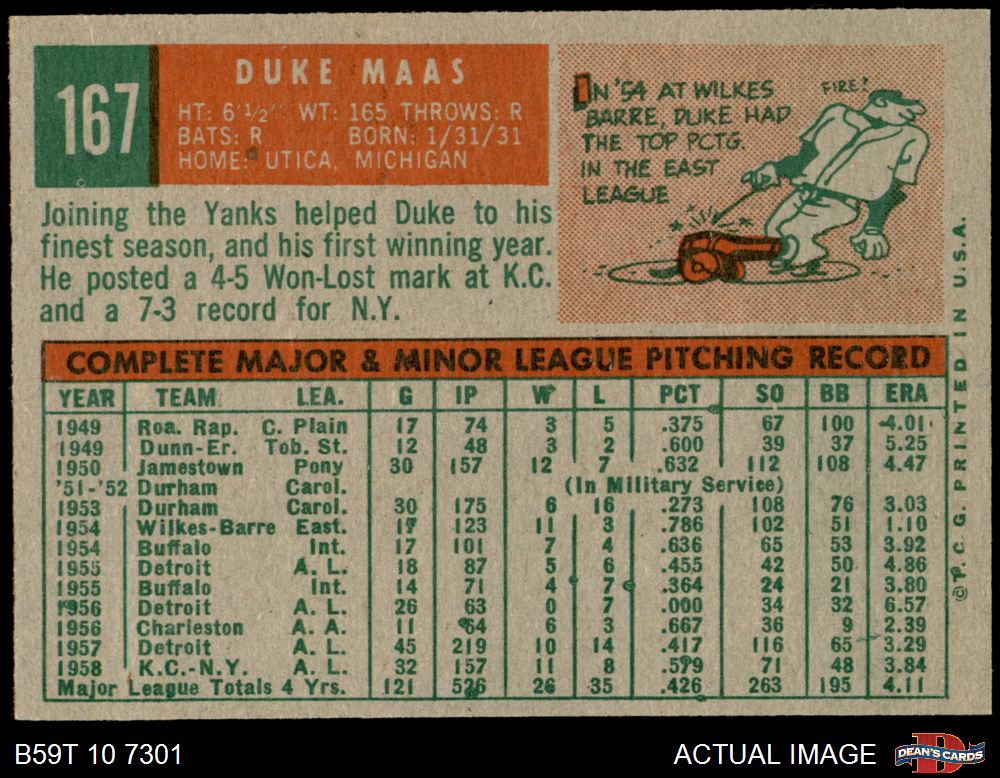 167
DUKE MAAS
HT: 6'1/2" WT: 165 THROWS: R
BATS: R BORN: 1/31/31
HOME: UTICA, MICHIGAN
Joining the Yanks helped Duke to his
finest season, and his first winning year.
He posted a 4-5 Won-Lost mark at K.C.
and a 7-3 record for N.Y.
IN '54 AT WILKES
BARRE, DUKE HAD
THE TOP PCTG.
IN THE EAST
LEAGUE
FIRE!
COMPLETE MAJOR & MINOR LEAGUE PITCHING RECORD
YEAR TEAM LEA. G IP W L PCT SO BB ERA
1949 Roa. Rap. C. Plain 17 74 3 5 .375 67 100 4.01
1949 Dunn-Er. Tob. St. 12 48 3 2 .600 39 37 5.25
1950 Jamestown Pony 30 157 12 7 .632 112 108 4.47
'51-'52 Durham Carol. (In Military Service)
1953 Durham Carol. 30 175 6 16 .273 108 76 3.03
1954 Wilkes-Barre East. 17 123 11 3 .786 102 51 1.10
1954 Buffalo Int. 17 101 7 4 .636 65 53 3.92
1955 Detroit A. L. 18 87 5 6 .455 42 50 4.86
1955 Buffalo Int. 14 71 4 7 .364 24 21 3.80
1956 Detroit A. L. 26 63 0 7 .000 34 32 6.57
1956 Charleston A. A. 11 64 6 3 .667 36 9 2.39
1957 Detroit A. L. 45 219 10 14 .417 116 65 3.29
1958 K.C.-N.Y. A. L. 32 157 11 8 .579 71 48 3.84
Major League Totals 4 Yrs. 121 526 26 35 .426 263 195 4.11
©T. C. G. PRINTED IN U.S.A.
B59T 10 7301
ACTUAL IMAGE
DEAN'S CARDS